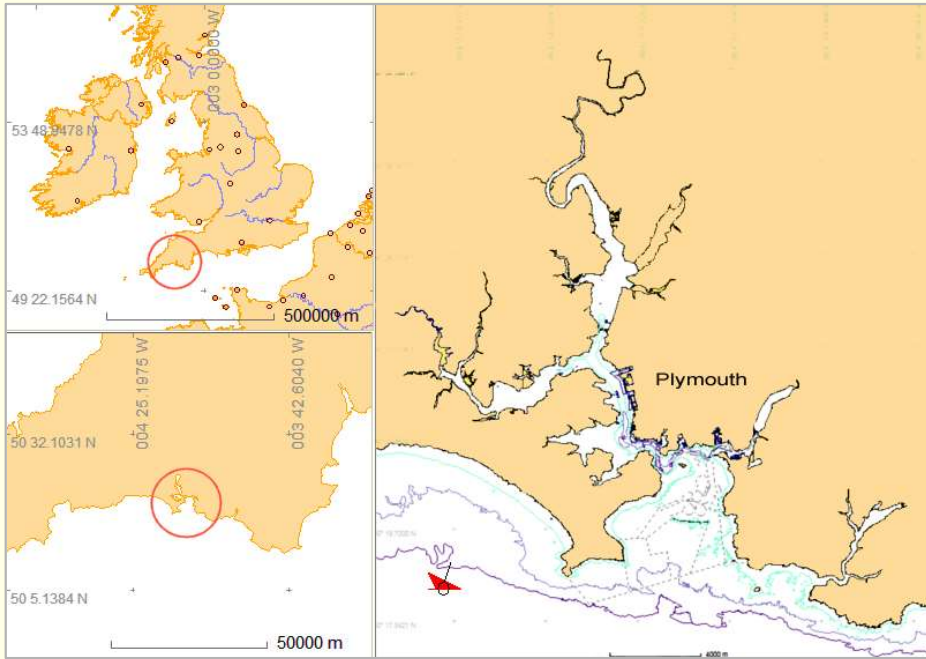 003 0.0000 W
53 48.9478 N
49 22.1564 N
500000 m
004 25.1975 W
003 42.6040 W
50 32.1031 N
50 5.1384 N
50000 m
Plymouth
4000 m